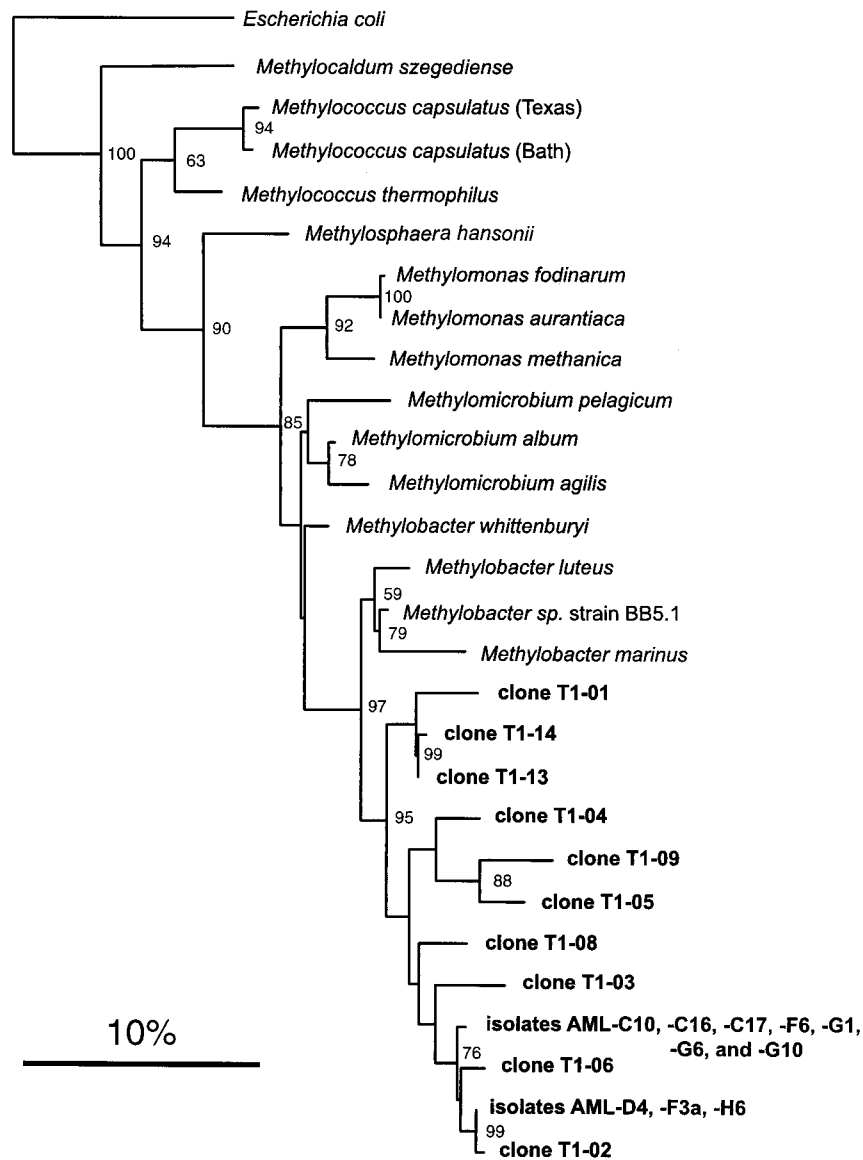 Escherichia coli
Methylocaldum szegediense
Methylococcus capsulatus (Texas)
94
Methylococcus capsulatus (Bath)
100
63
Methylococcus thermophilus
Methylosphaera hansonii
94
Methylomonas fodinarum
100
Methylomonas aurantiaca
90
92
Methylomonas methanica
Methylomicrobium pelagicum
85
Methylomicrobium album
78
Methylomicrobium agilis
Methylobacter whittenburyi
Methylobacter luteus
59
Methylobacter sp. strain BB5.1
79
Methylobacter marinus
clone T1-01
97
clone T1-14
99
clone T1-13
95
clone T1-04
clone T1-09
88
clone T1-05
clone T1-08
clone T1-03
10%
isolates AML-C10, -C16, -C17, -F6, -G1,
-G6, and -G10
76
clone T1-06
isolates AML-D4, -F3a, -H6
99
clone T1-02